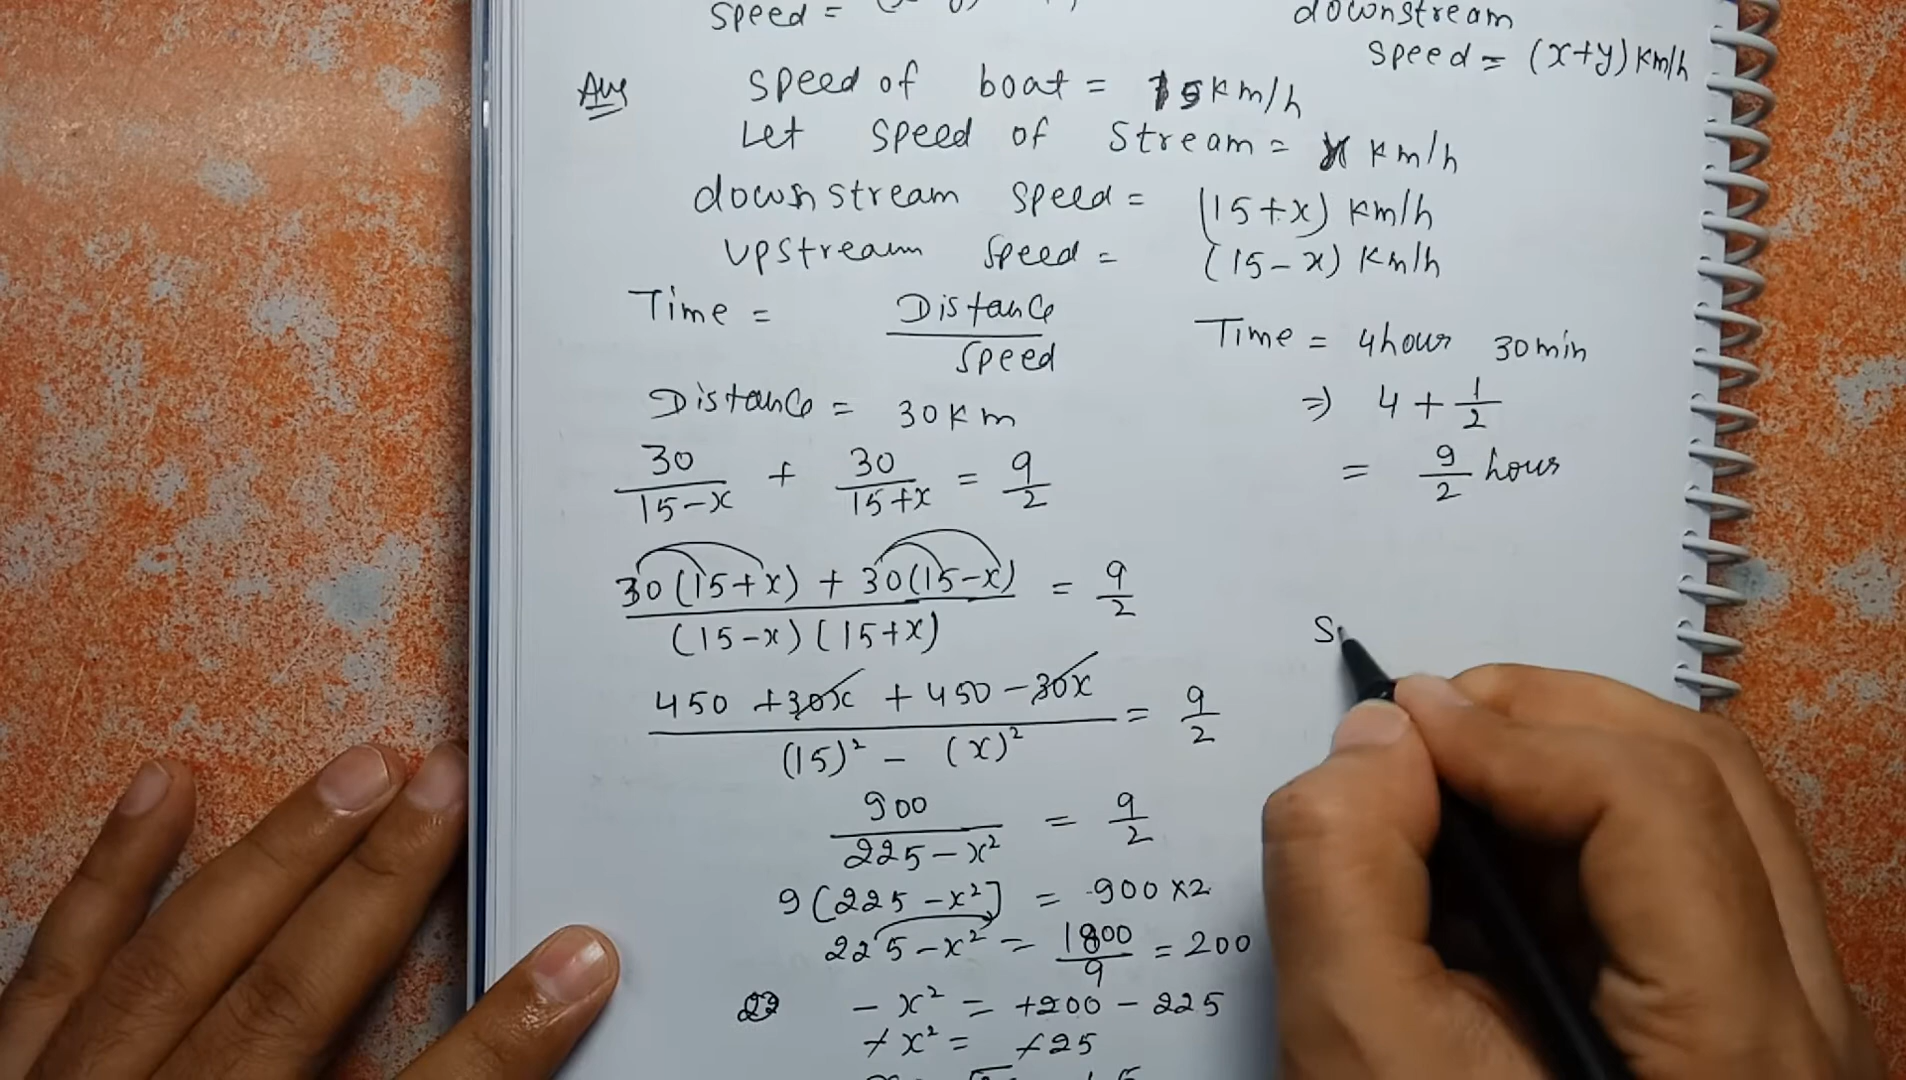 speed =
downstream
speed = (x+y) km/h
Ans speed of boat = 15 km/h
Let speed of stream = x km/h
downstream speed = (15+x) km/h
upstream speed = (15-x) km/h
Time = Distance / speed
Time = 4 hour 30 min
Distance = 30 km
⇒ 4 + 1/2
= 9/2 hour
30/(15-x) + 30/(15+x) = 9/2
30(15+x) + 30(15-x) / (15-x)(15+x) = 9/2
S
450 + 30x + 450 - 30x / (15)² - (x)² = 9/2
900 / 225-x² = 9/2
9(225-x²) = 900×2
225-x² = 1800/9 = 200
-x² = +200 - 225
+x² = +25